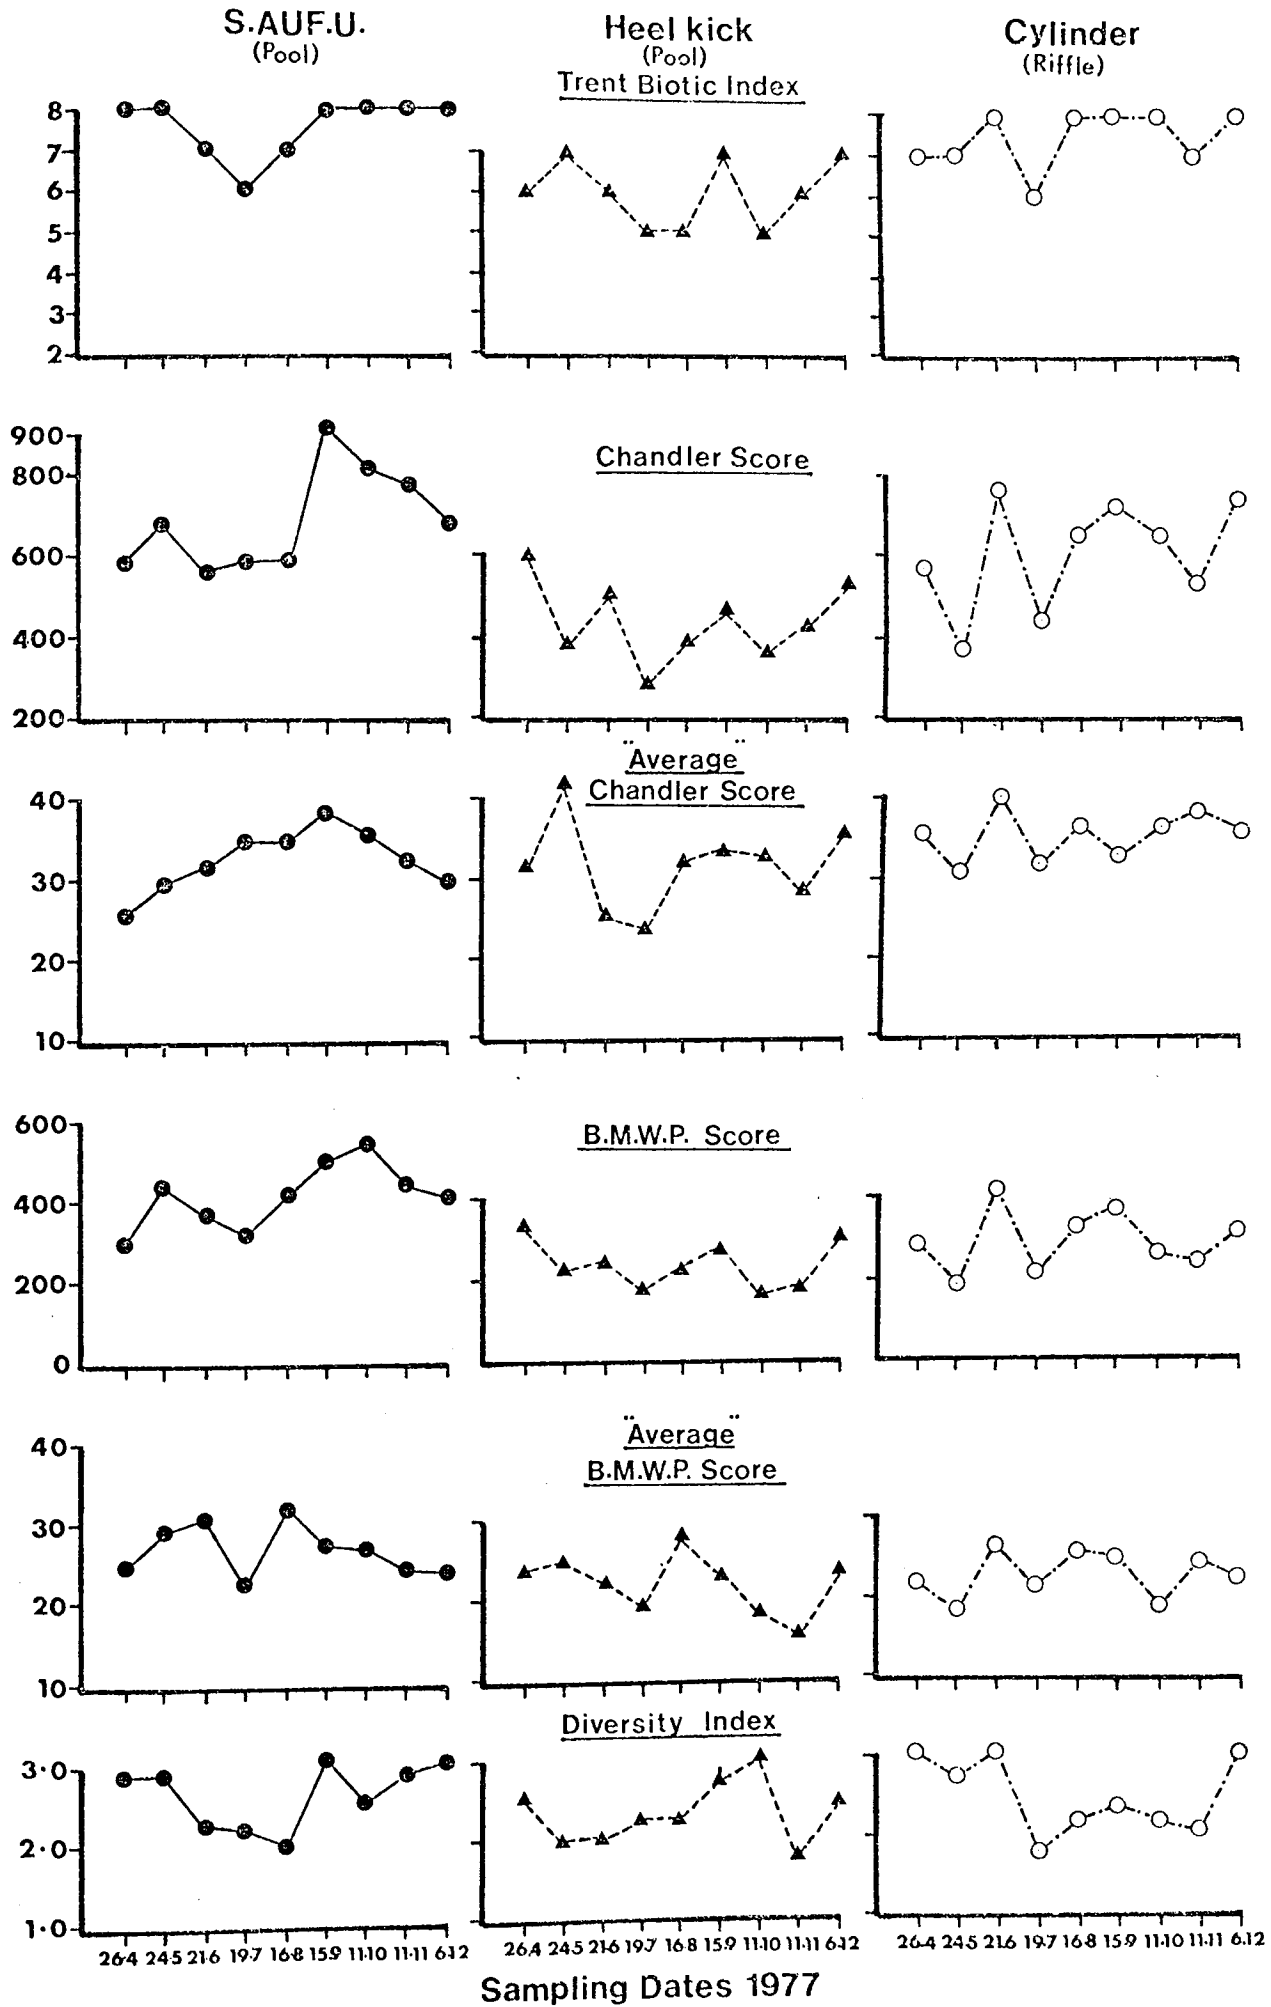 S.AUF.U.
(Pool)
Heel kick
(Pool)
Cylinder
(Riffle)
Trent Biotic Index
8
7
6
5
4
3
2
Chandler Score
900
800
600
400
200
"Average"
Chandler Score
40
30
20
10
B.M.W.P. Score
600
400
200
0
"Average"
B.M.W.P. Score
40
30
20
10
Diversity Index
3·0
2·0
1·0
26·4 24·5 21·6 19·7 16·8 15·9 11·10 11·11 6·12
26·4 24·5 21·6 19·7 16·8 15·9 11·10 11·11 6·12
26·4 24·5 21·6 19·7 16·8 15·9 11·10 11·11 6·12
Sampling Dates 1977